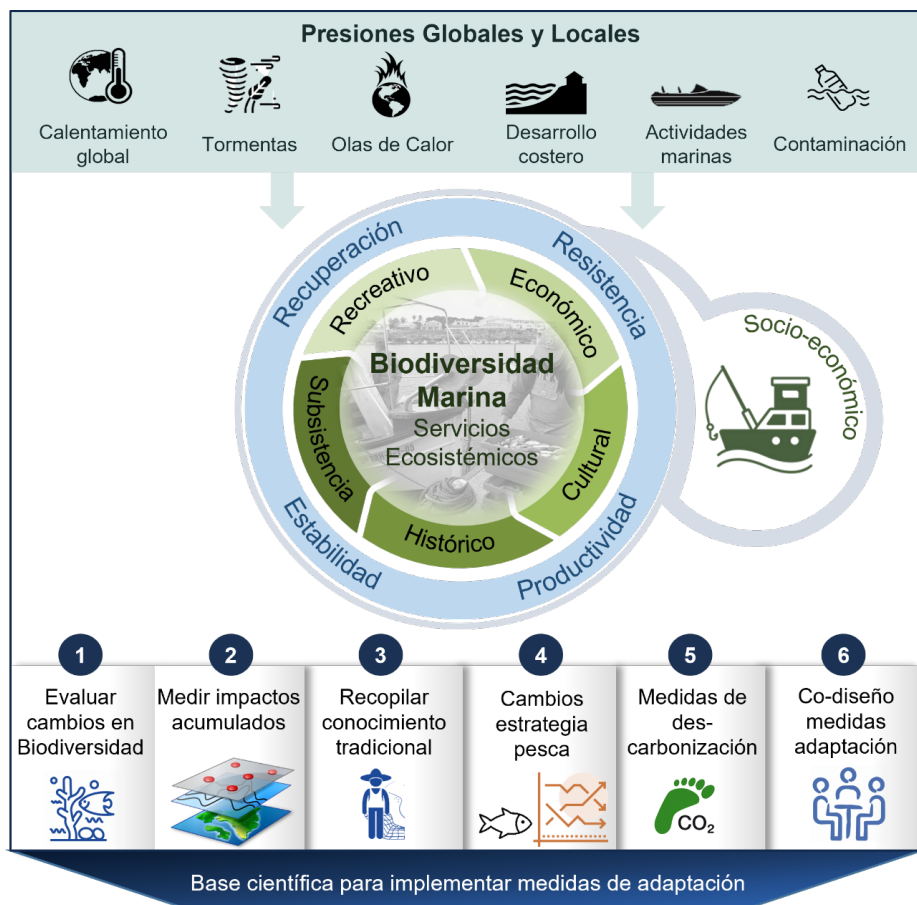 Presiones Globales y Locales
Calentamiento
global
Tormentas
Olas de Calor
Desarrollo
costero
Actividades
marinas
Contaminación
Recuperación
Resistencia
Recreativo
Económico
Socio-económico
Biodiversidad
Marina
Servicios
Ecosistémicos
Subsistencia
Cultural
Histórico
Estabilidad
Productividad
1
Evaluar
cambios en
Biodiversidad
2
Medir impactos
acumulados
3
Recopilar
conocimiento
tradicional
4
Cambios
estrategia
pesca
5
Medidas de
des-
carbonización
CO2
6
Co-diseño
medidas
adaptación
Base científica para implementar medidas de adaptación